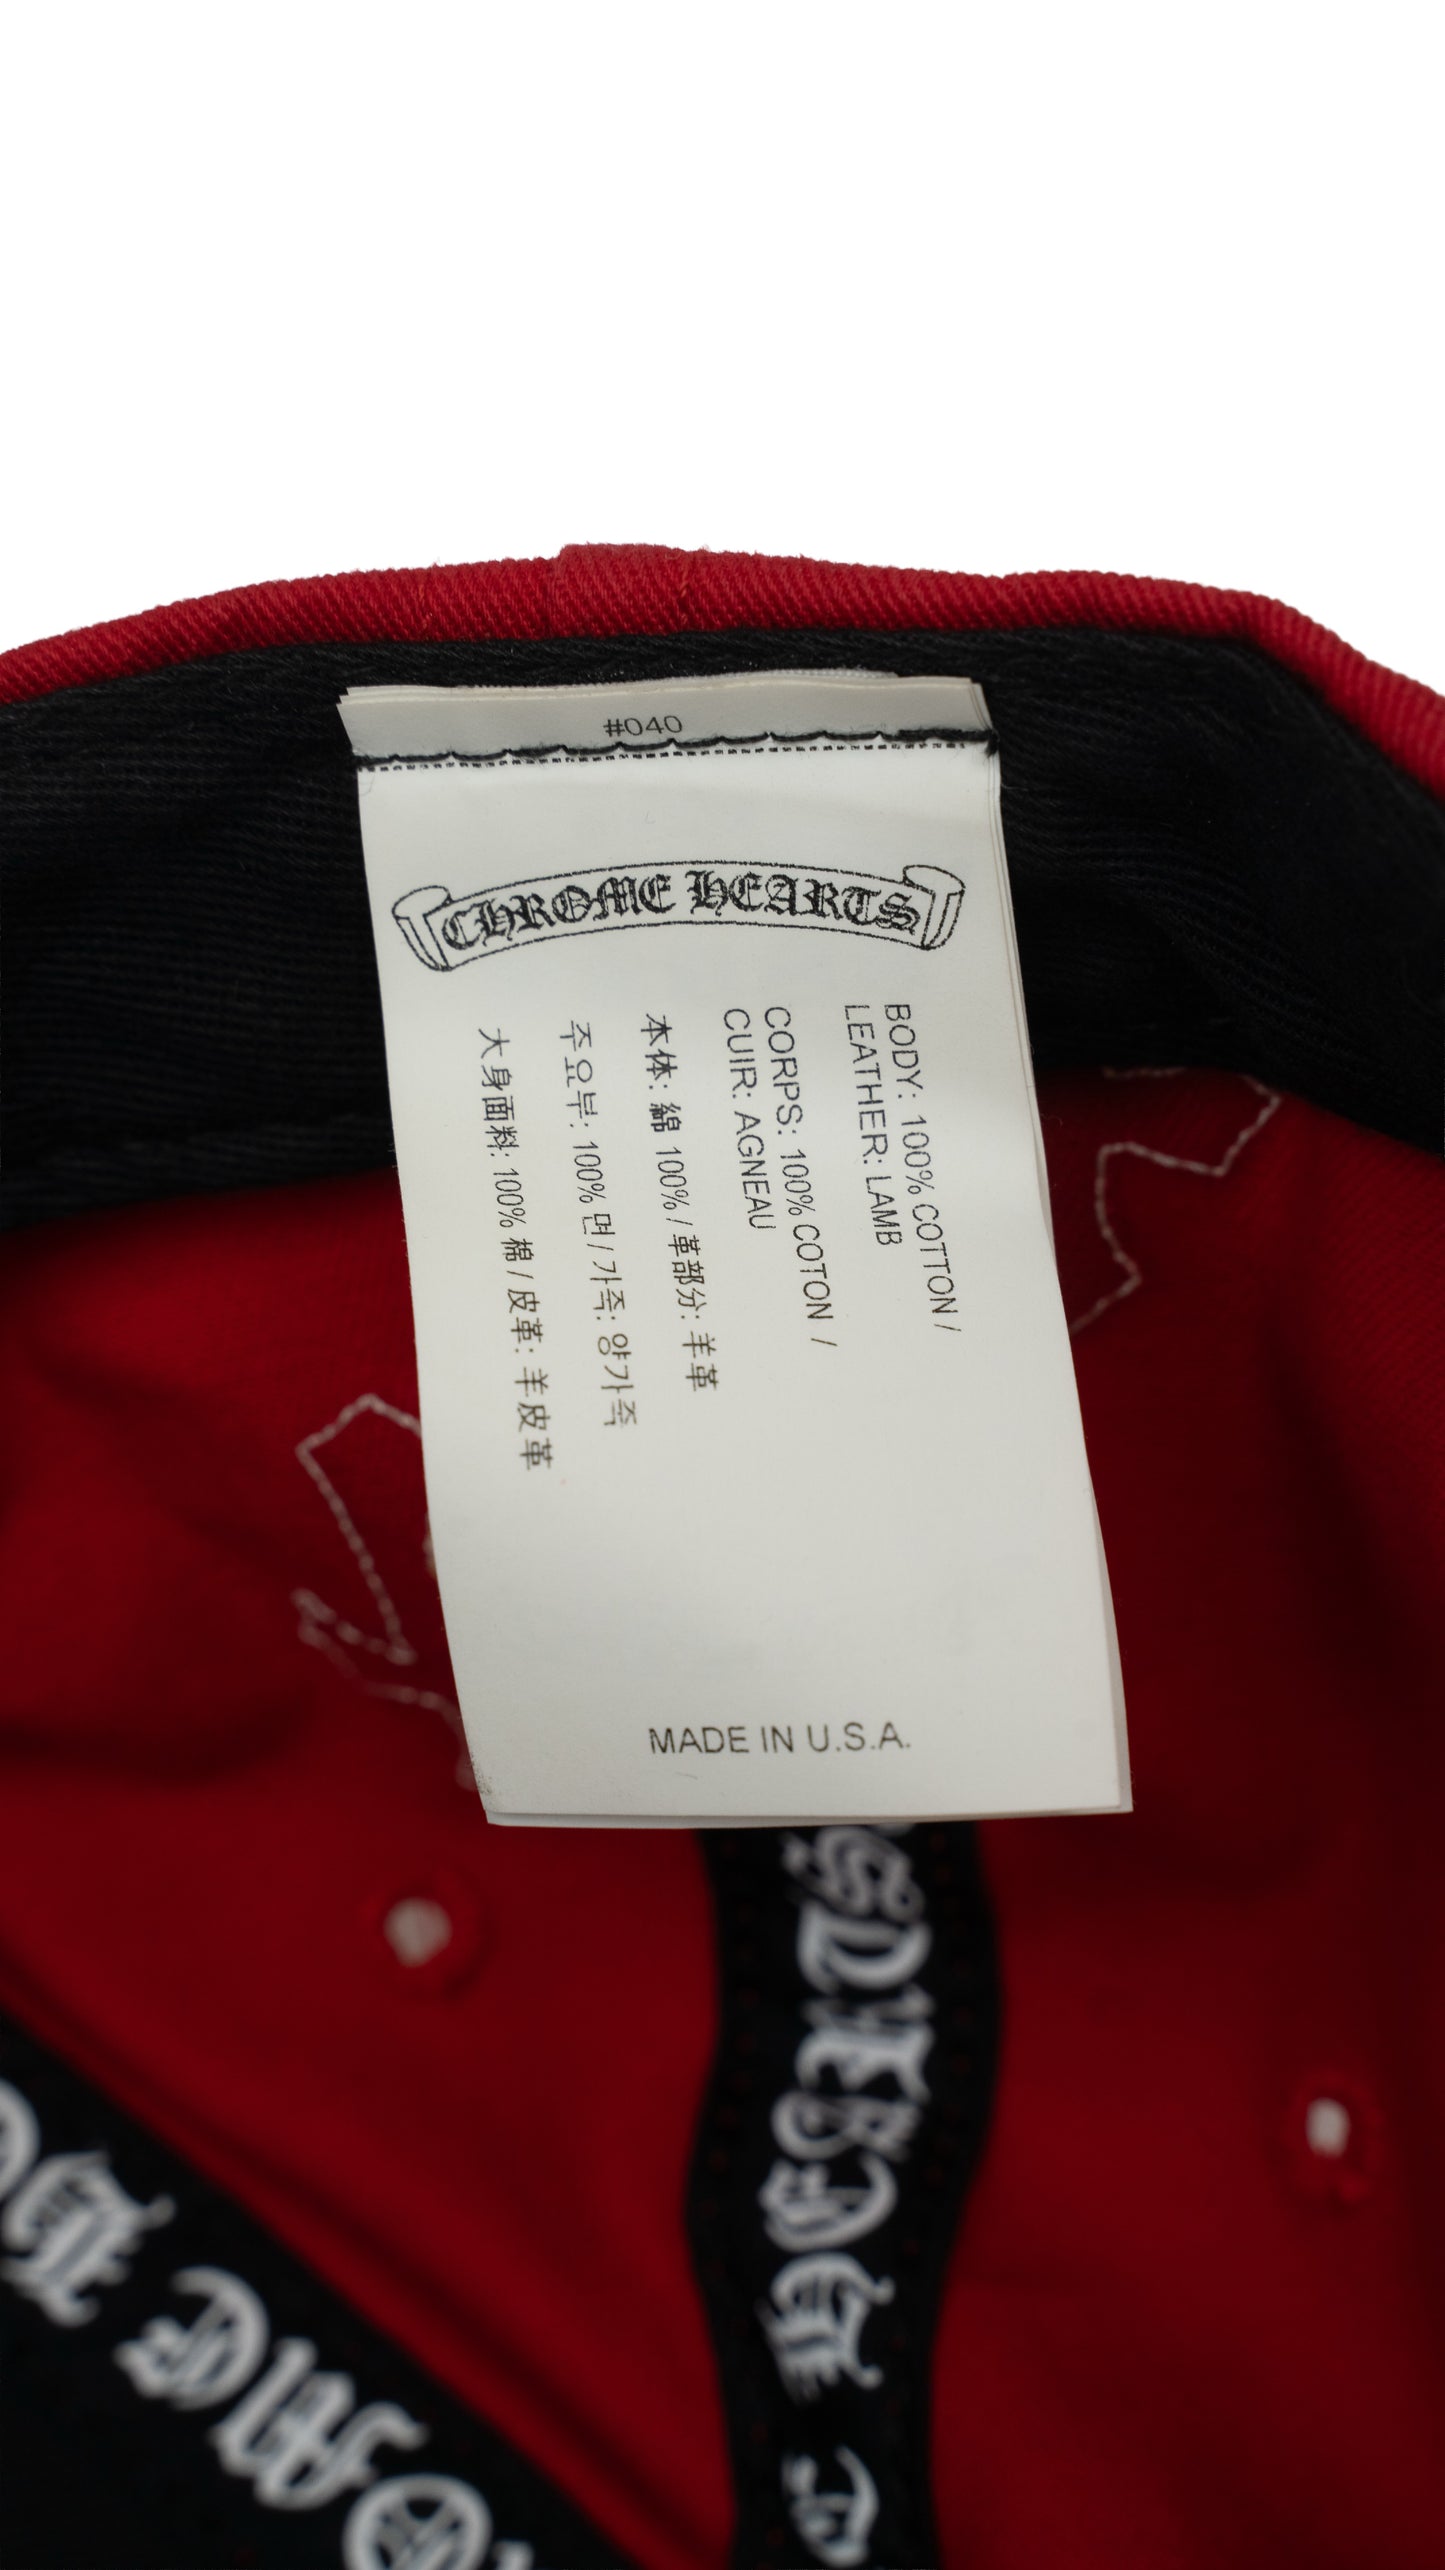 #040
CHROME HEARTS
BODY: 100% COTTON /
LEATHER: LAMB
CORPS: 100% COTON /
CUIR: AGNEAU
本体: 綿 100% / 革部分: 羊革
주요부: 100% 면 / 가죽: 양가죽
大身面料: 100% 棉 / 皮革: 羊皮革
MADE IN U.S.A.